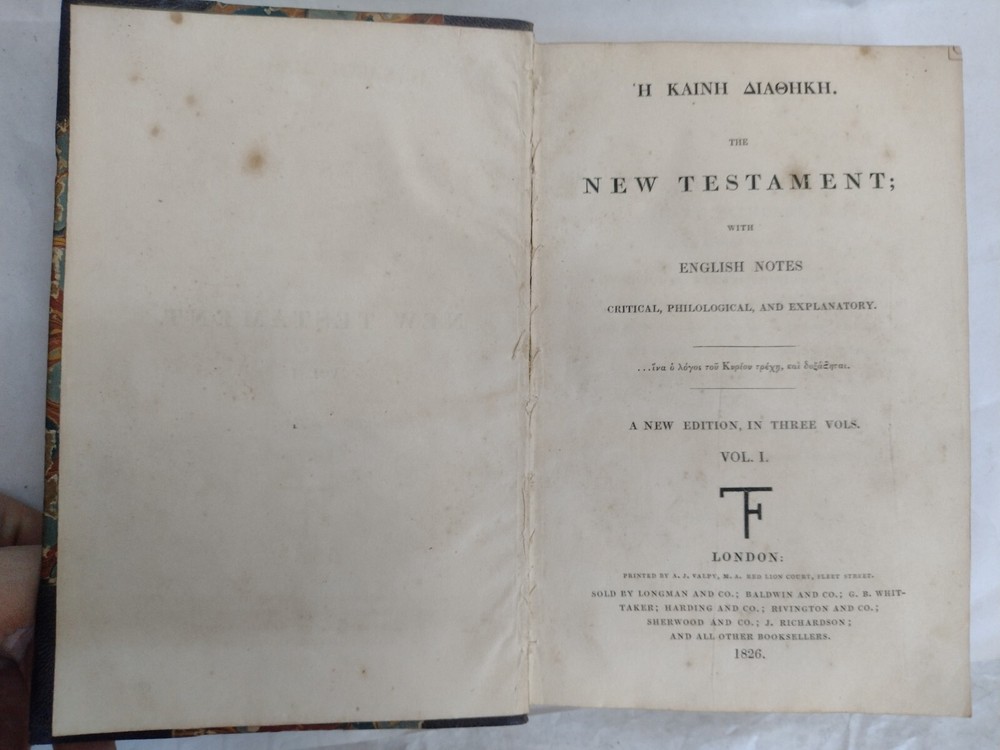 Ἡ ΚΑΙΝΗ ΔΙΑΘΗΚΗ.
THE
NEW TESTAMENT;
WITH
ENGLISH NOTES
CRITICAL, PHILOLOGICAL, AND EXPLANATORY.
...ἵνα ὁ λόγος τοῦ Κυρίου τρέχῃ, καὶ δοξάζηται.
A NEW EDITION, IN THREE VOLS.
VOL. I.
TF
LONDON:
PRINTED BY A. J. VALPY, M. A. RED LION COURT, FLEET STREET.
SOLD BY LONGMAN AND CO.; BALDWIN AND CO.; G. B. WHIT-
TAKER; HARDING AND CO.; RIVINGTON AND CO.;
SHERWOOD AND CO.; J. RICHARDSON;
AND ALL OTHER BOOKSELLERS.
1826.